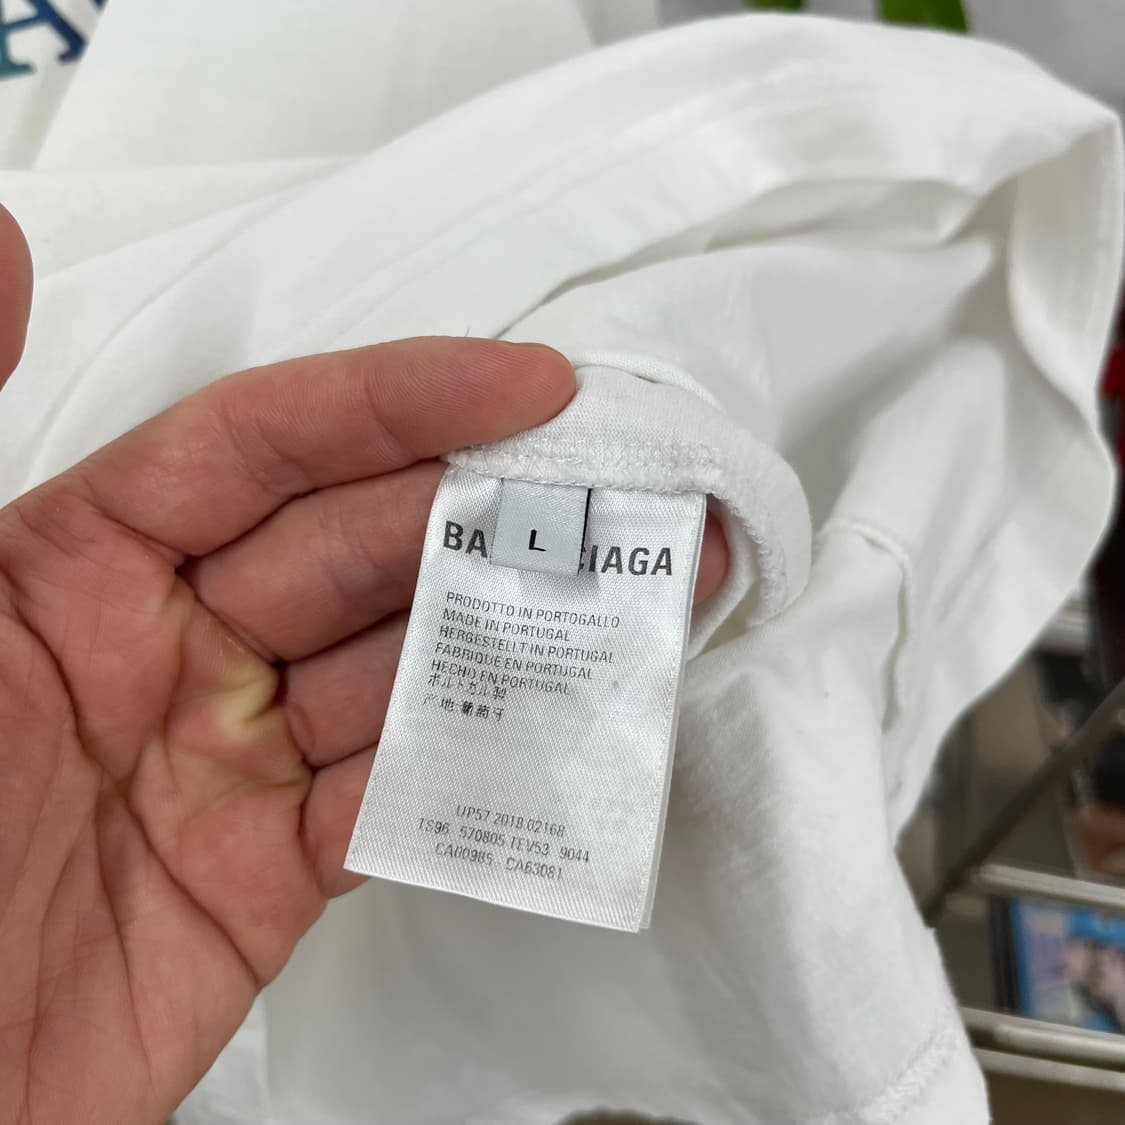 BA
L
CIAGA
PRODOTTO IN PORTOGALLO
MADE IN PORTUGAL
HERGESTELLT IN PORTUGAL
FABRIQUE EN PORTUGAL
HECHO EN PORTUGAL
ポルトガル製
产地葡萄牙
UP57 2018 02168
TS96 570805 TEV53 9044
CA00985 CA63081